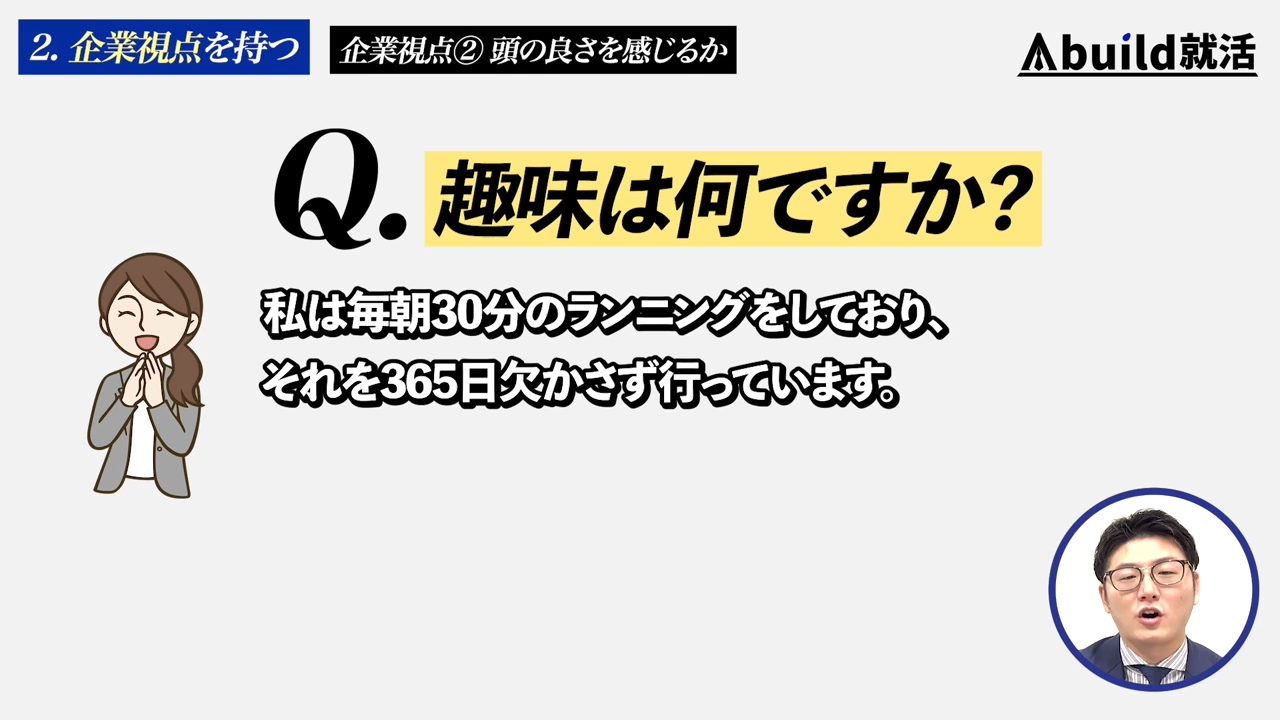 2. 企業視点を持つ
企業視点② 頭の良さを感じるか
Abuild就活
Q. 趣味は何ですか?
私は毎朝30分のランニングをしており、
それを365日欠かさず行っています。